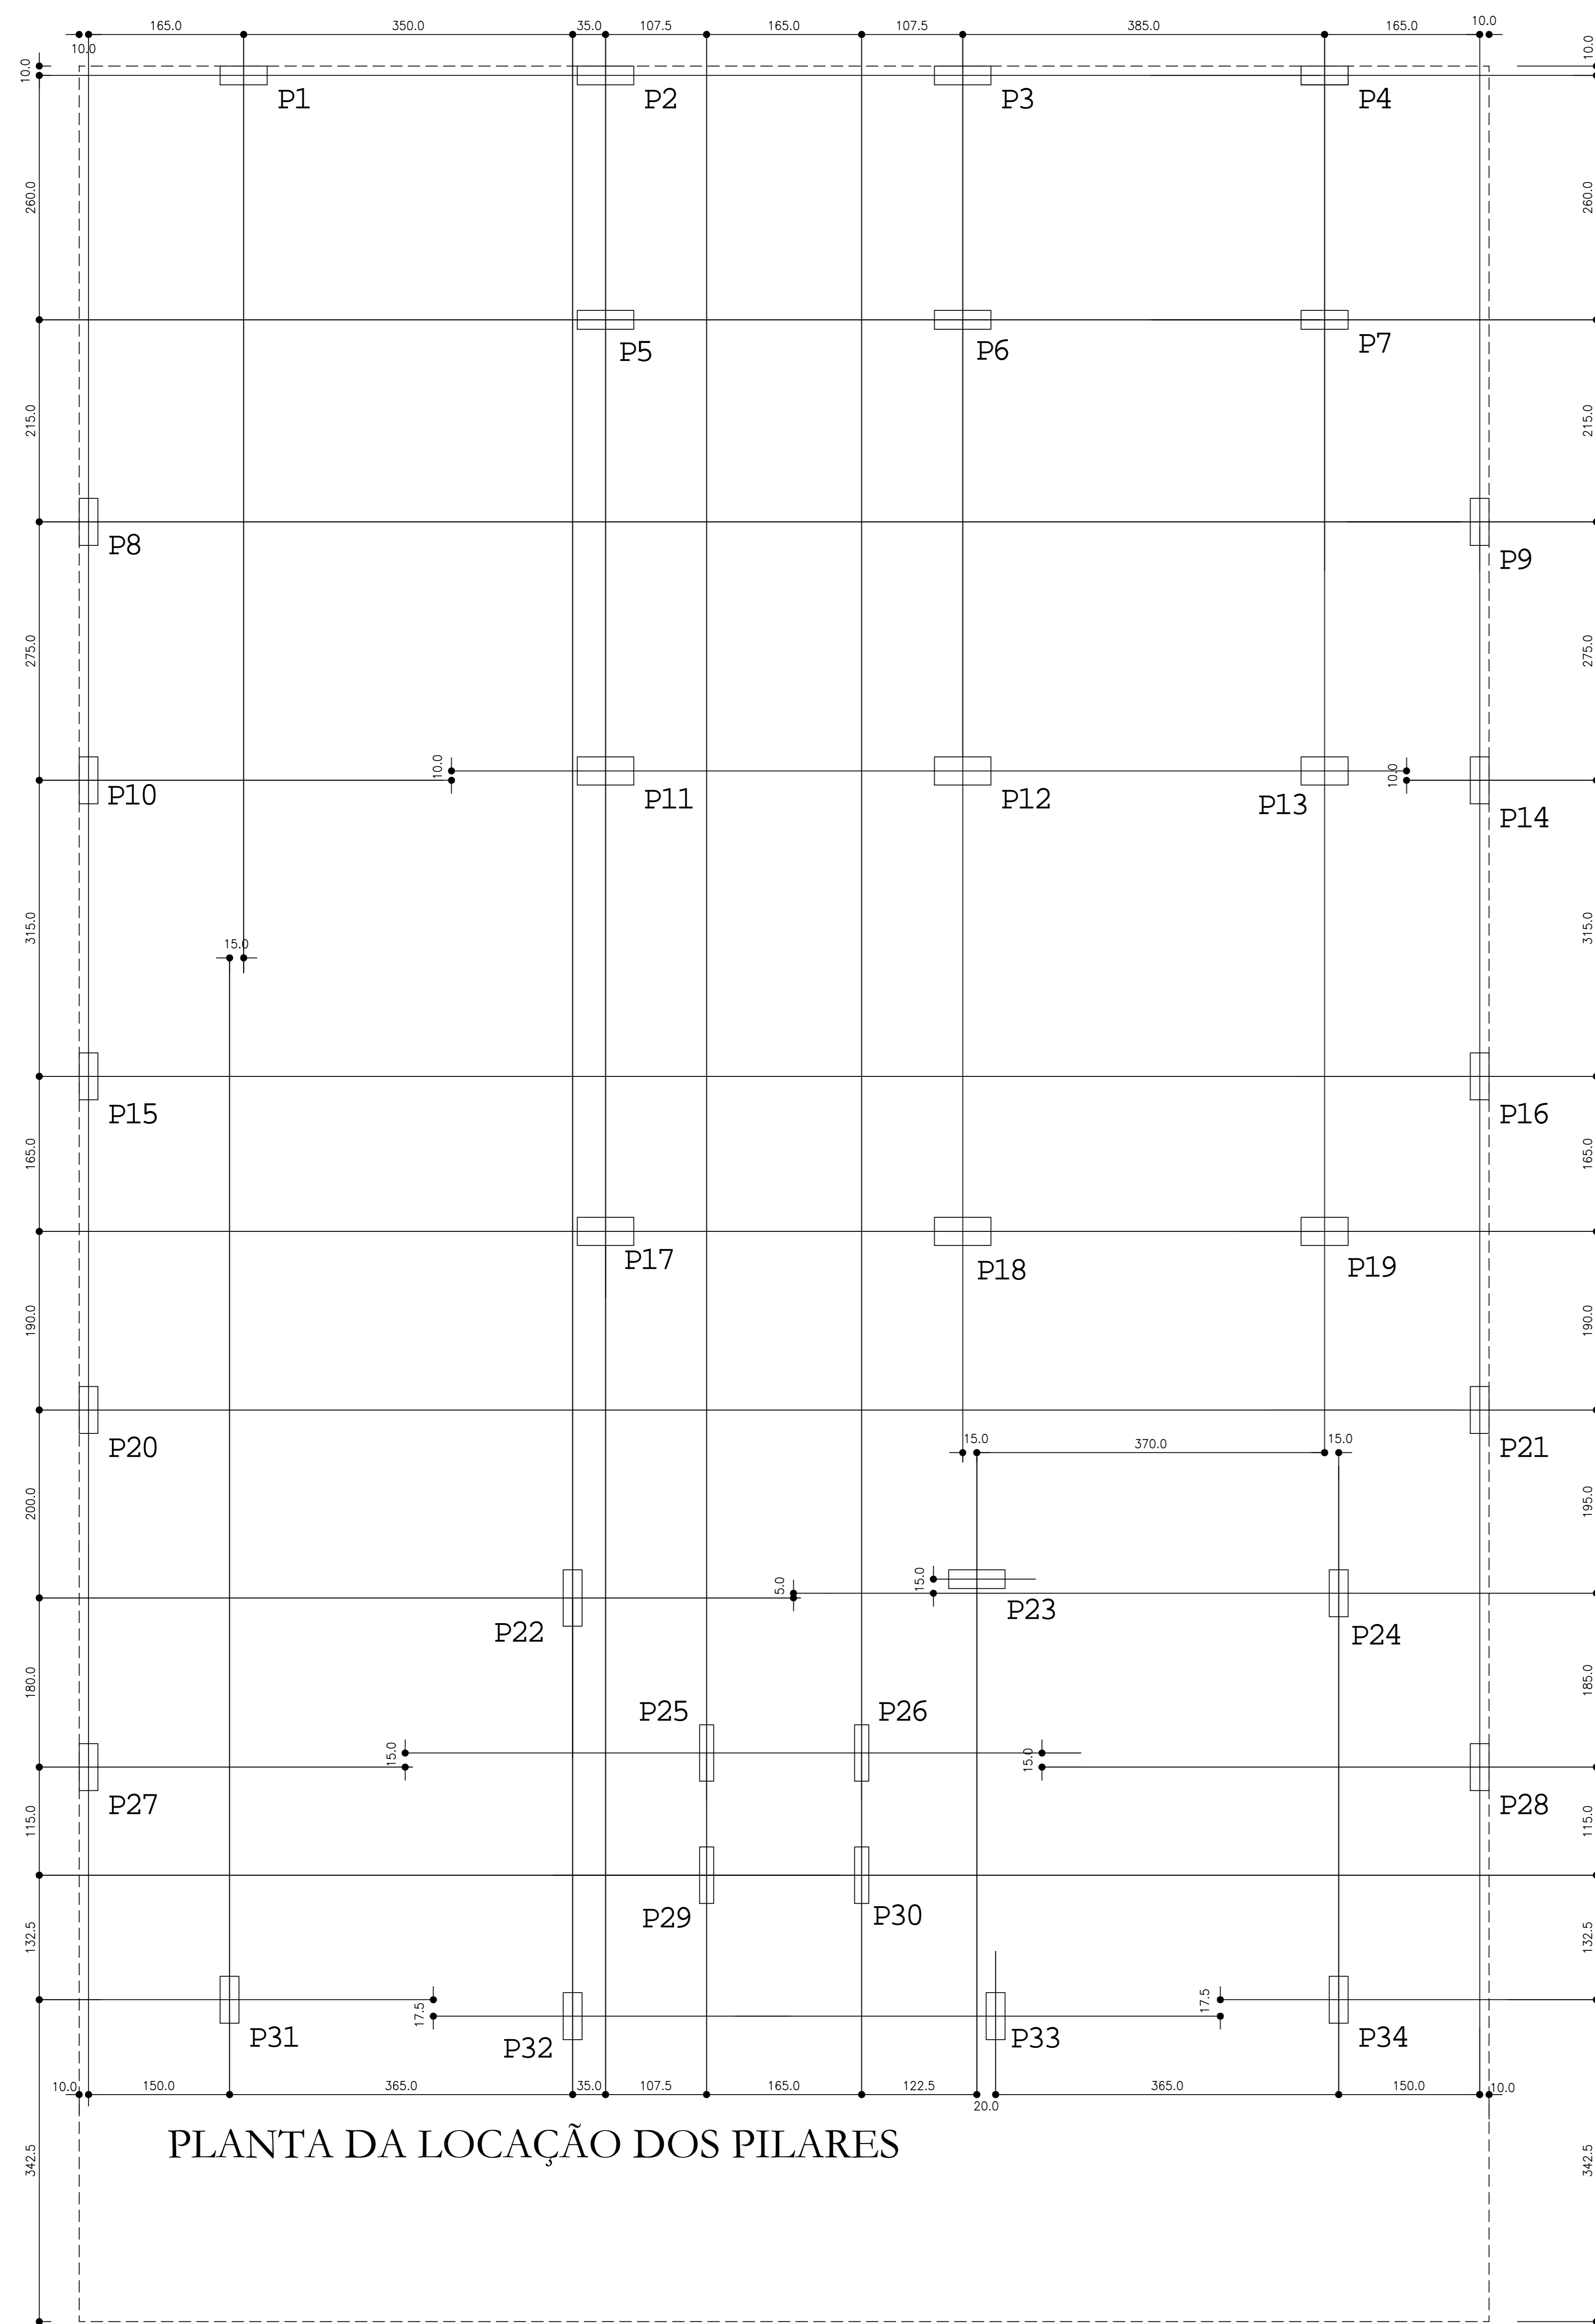 165.0 350.0 35.0 107.5 165.0 107.5 385.0 165.0 10.0
10.0
10.0 10.0
P1 P2 P3 P4
260.0 260.0
P5 P6 P7
215.0 215.0
P8 P9
275.0 275.0
10.0 10.0
P10 P11 P12 P13 P14
315.0 315.0
15.0
P15 P16
165.0 165.0
P17 P18 P19
190.0 190.0
P20 P21
15.0 370.0 15.0
200.0 195.0
5.0 15.0
P22 P23 P24
180.0 185.0
P25 P26
15.0 15.0
P27 P28
115.0 115.0
P29 P30
132.5 132.5
17.5 17.5
P31 P32 P33 P34
10.0 150.0 365.0 35.0 107.5 165.0 122.5 365.0 150.0 10.0
20.0
PLANTA DA LOCAÇÃO DOS PILARES
342.5 342.5